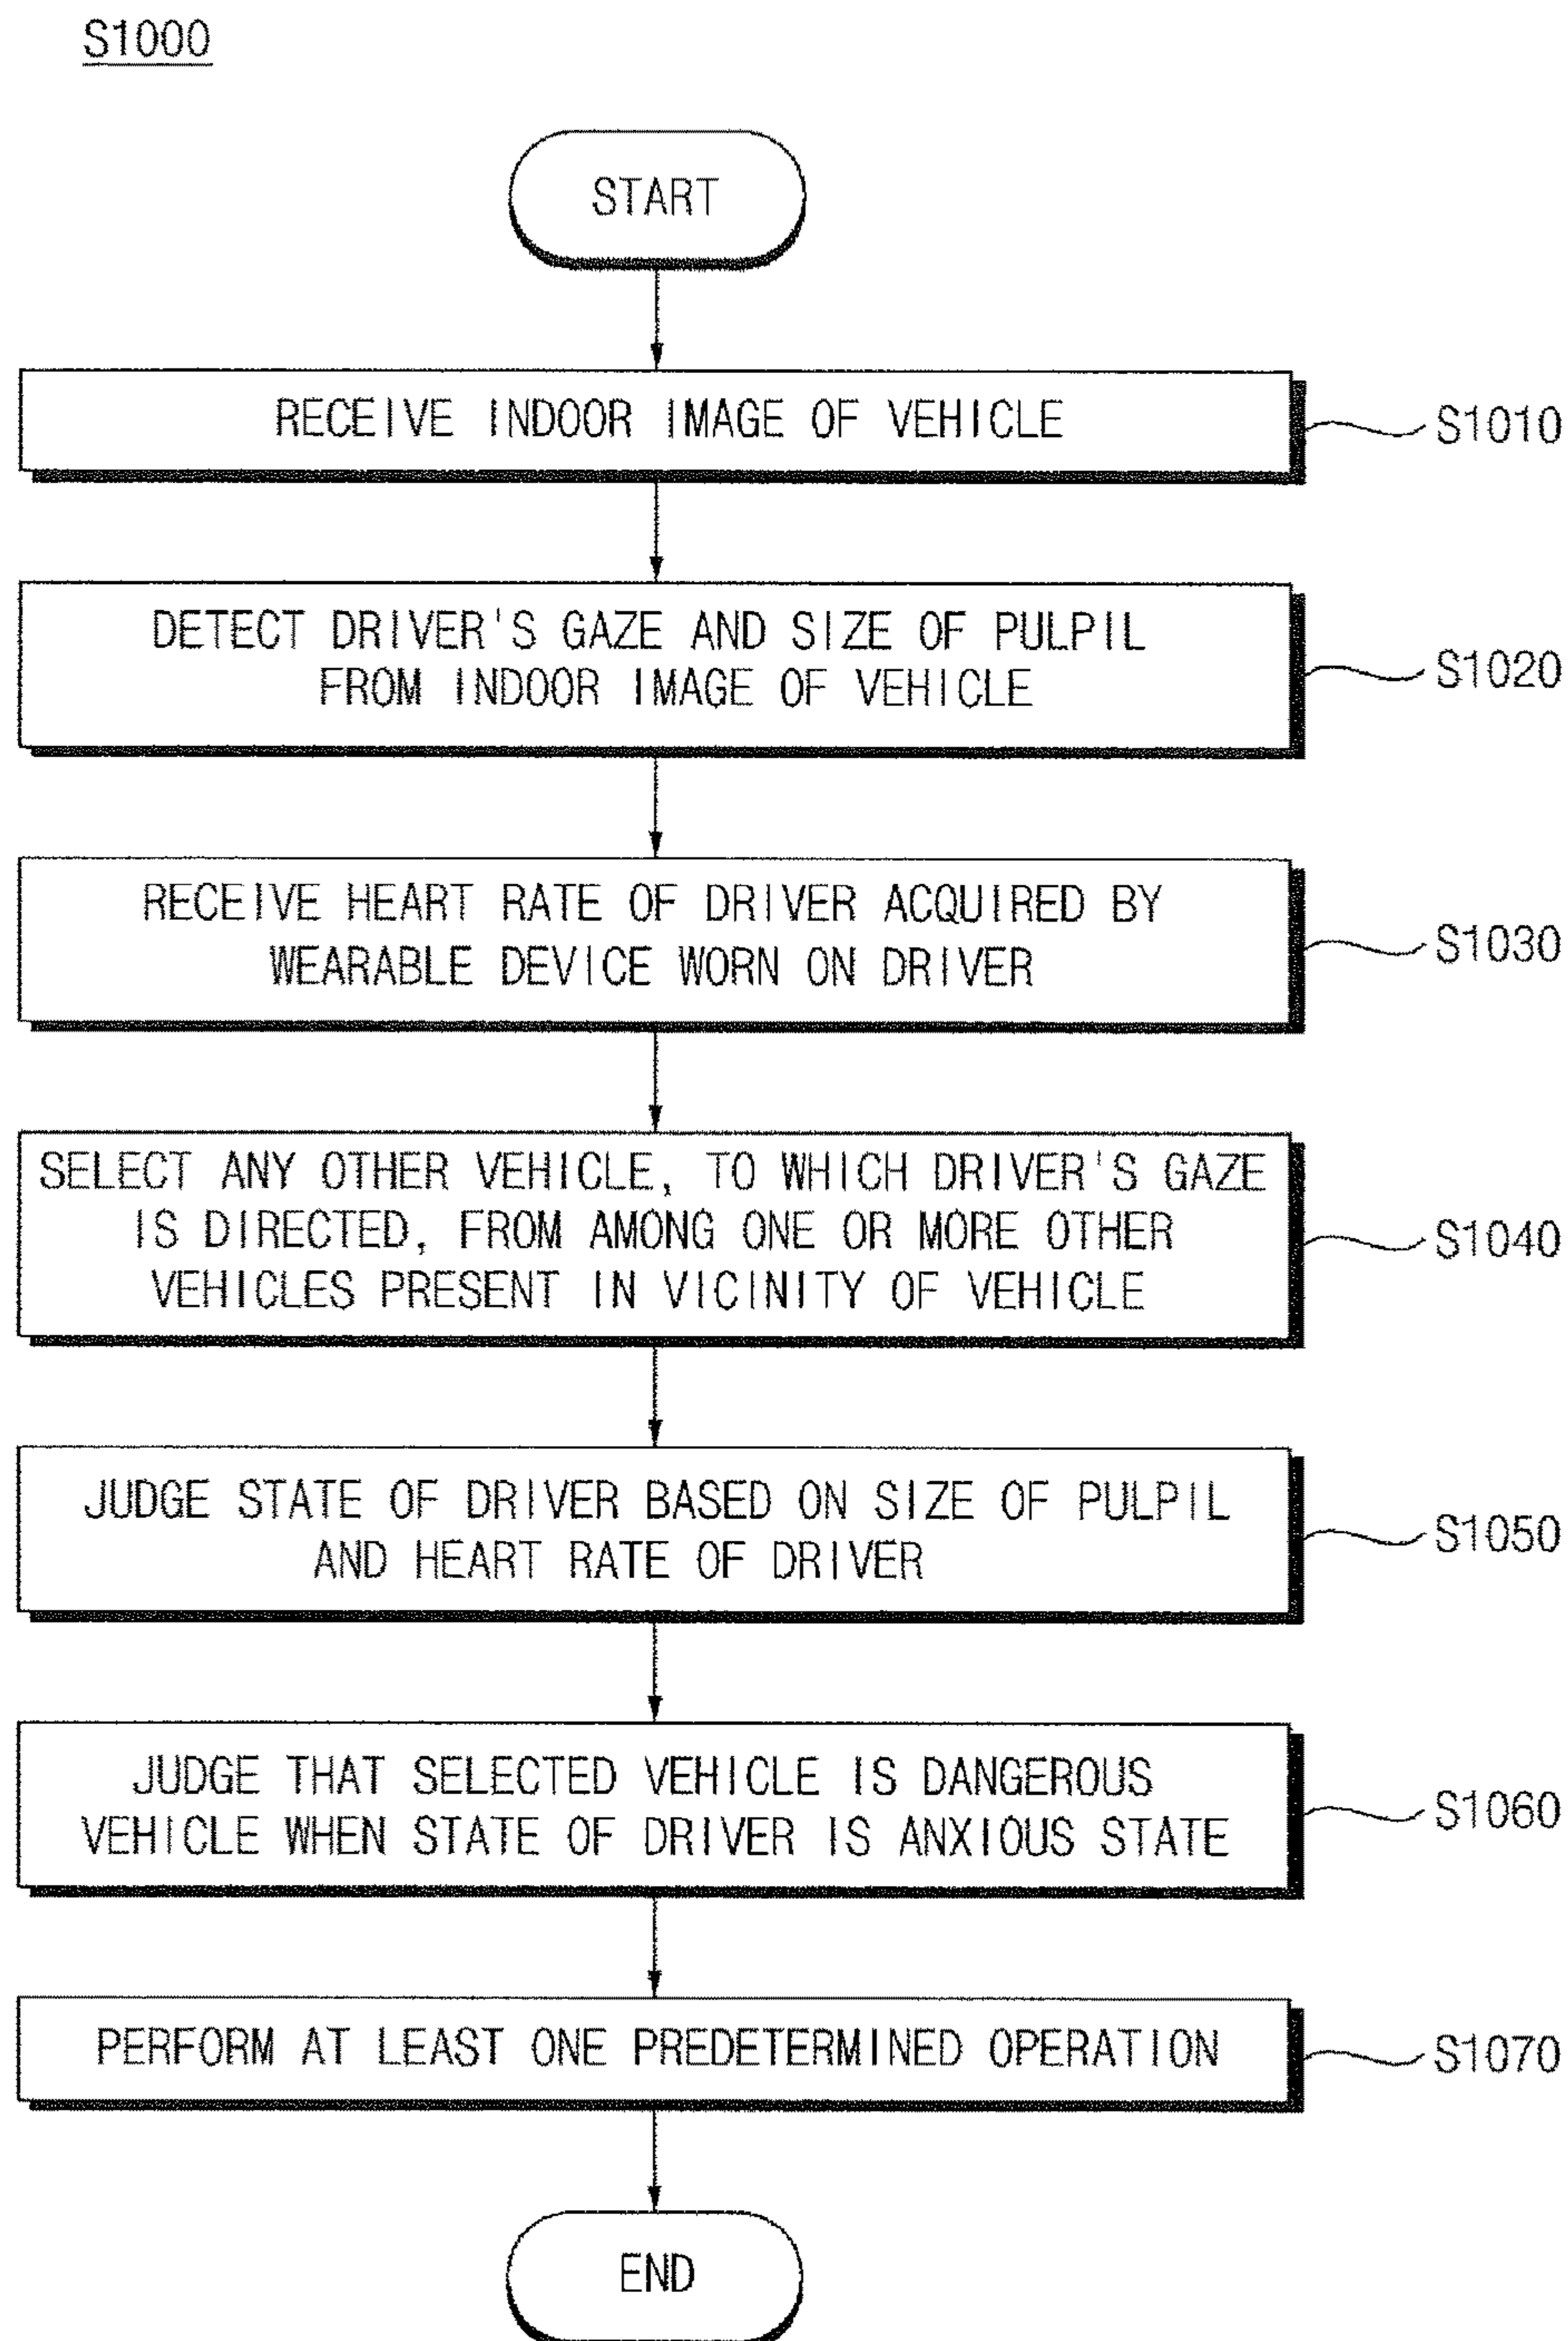 S1000
START
RECEIVE INDOOR IMAGE OF VEHICLE
S1010
DETECT DRIVER'S GAZE AND SIZE OF PULPIL
FROM INDOOR IMAGE OF VEHICLE
S1020
RECEIVE HEART RATE OF DRIVER ACQUIRED BY
WEARABLE DEVICE WORN ON DRIVER
S1030
SELECT ANY OTHER VEHICLE, TO WHICH DRIVER'S GAZE
IS DIRECTED, FROM AMONG ONE OR MORE OTHER
VEHICLES PRESENT IN VICINITY OF VEHICLE
S1040
JUDGE STATE OF DRIVER BASED ON SIZE OF PULPIL
AND HEART RATE OF DRIVER
S1050
JUDGE THAT SELECTED VEHICLE IS DANGEROUS
VEHICLE WHEN STATE OF DRIVER IS ANXIOUS STATE
S1060
PERFORM AT LEAST ONE PREDETERMINED OPERATION
S1070
END